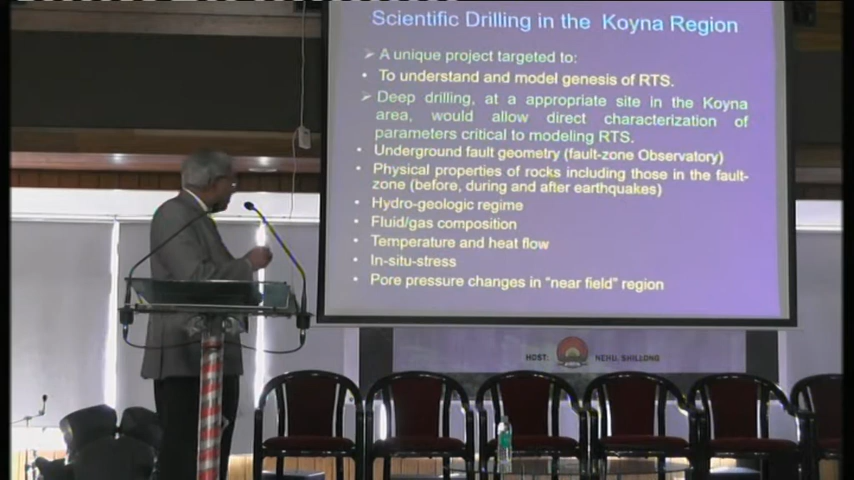 Scientific Drilling in the Koyna Region
➢ A unique project targeted to:
• To understand and model genesis of RTS.
➢ Deep drilling, at a appropriate site in the Koyna
area, would allow direct characterization of
parameters critical to modeling RTS.
• Underground fault geometry (fault-zone Observatory)
• Physical properties of rocks including those in the fault-
zone (before, during and after earthquakes)
• Hydro-geologic regime
• Fluid/gas composition
• Temperature and heat flow
• In-situ-stress
• Pore pressure changes in "near field" region
HOST: NEHU, SHILLONG